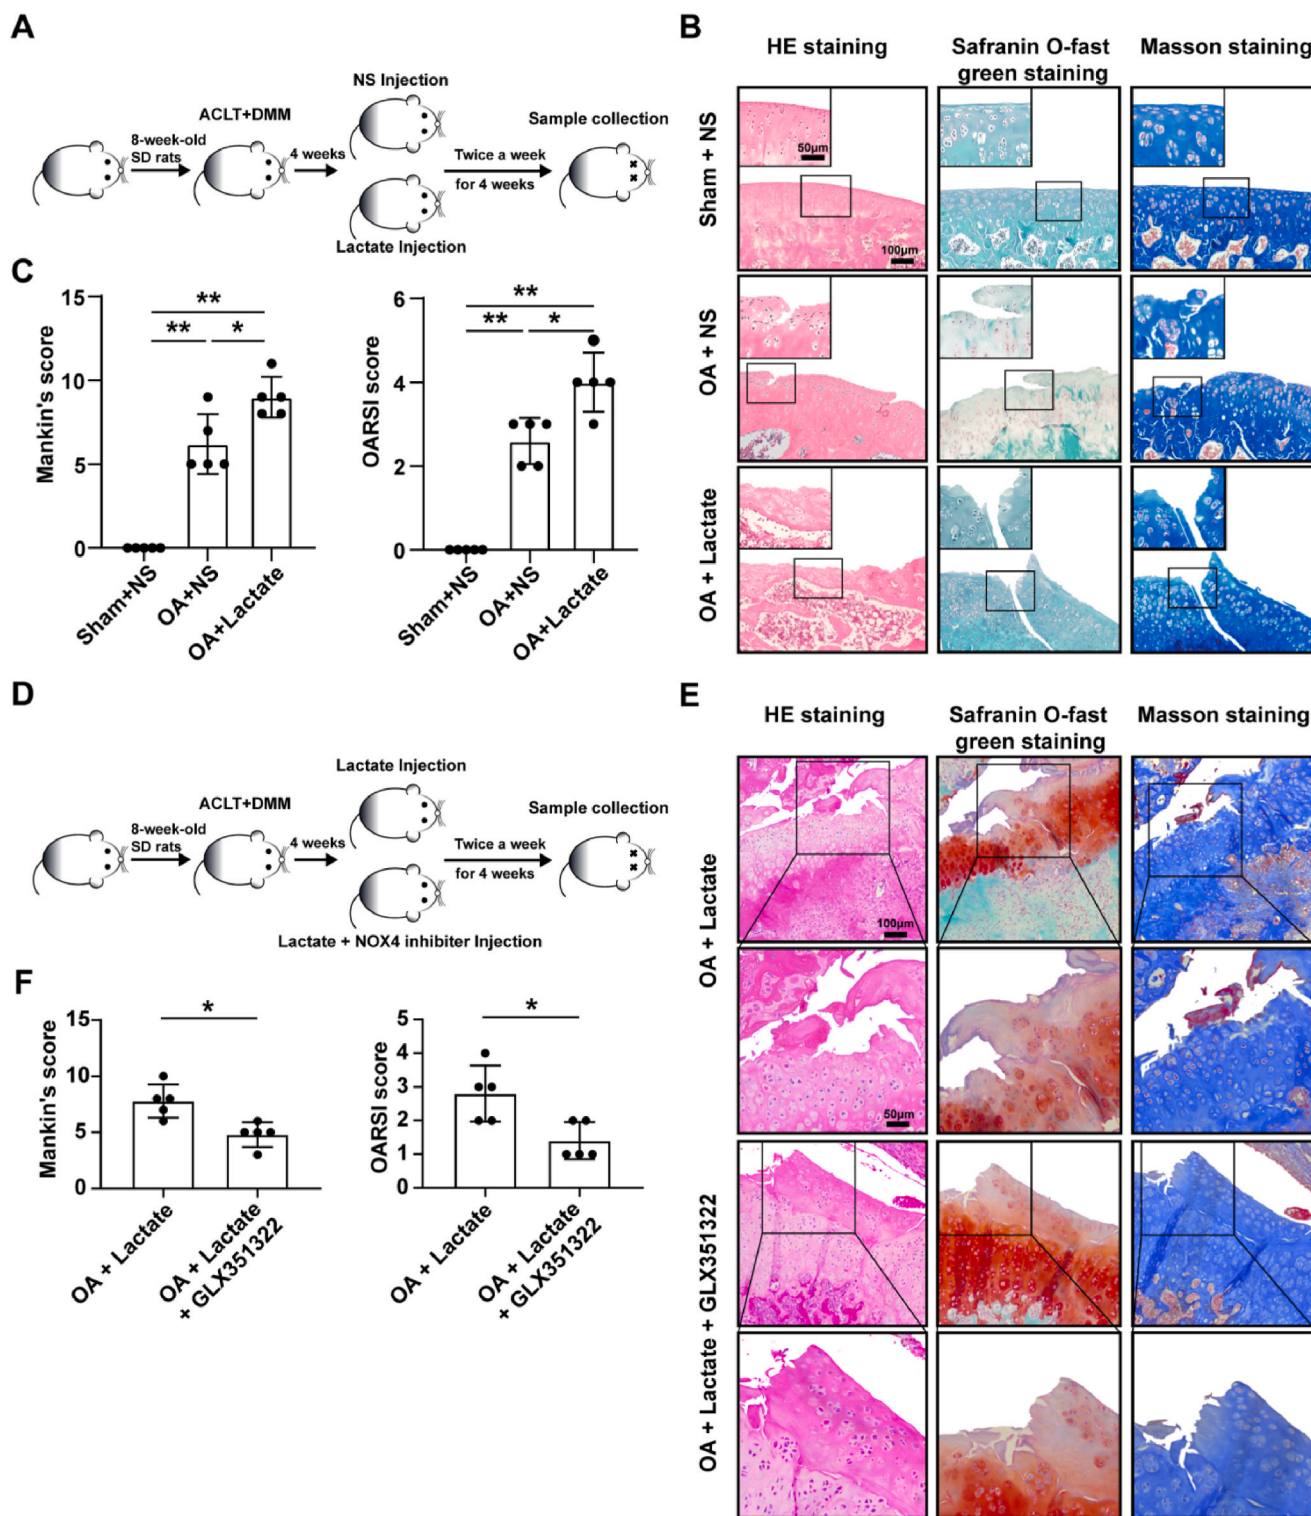 A
NS Injection
ACLT+DMM
Sample collection
8-week-old
SD rats
4 weeks
Twice a week
for 4 weeks
Lactate Injection
B
HE staining
Safranin O-fast
green staining
Masson staining
Sham + NS
50μm
100μm
OA + NS
OA + Lactate
C
Mankin's score
15
10
5
0
**
**
*
Sham+NS
OA+NS
OA+Lactate
OARSI score
6
4
2
0
**
**
*
Sham+NS
OA+NS
OA+Lactate
D
Lactate Injection
ACLT+DMM
Sample collection
8-week-old
SD rats
4 weeks
Twice a week
for 4 weeks
Lactate + NOX4 inhibiter Injection
E
HE staining
Safranin O-fast
green staining
Masson staining
OA + Lactate
100μm
50μm
OA + Lactate + GLX351322
F
Mankin's score
15
10
5
0
*
OA + Lactate
OA + Lactate
+ GLX351322
OARSI score
5
4
3
2
1
0
*
OA + Lactate
OA + Lactate
+ GLX351322